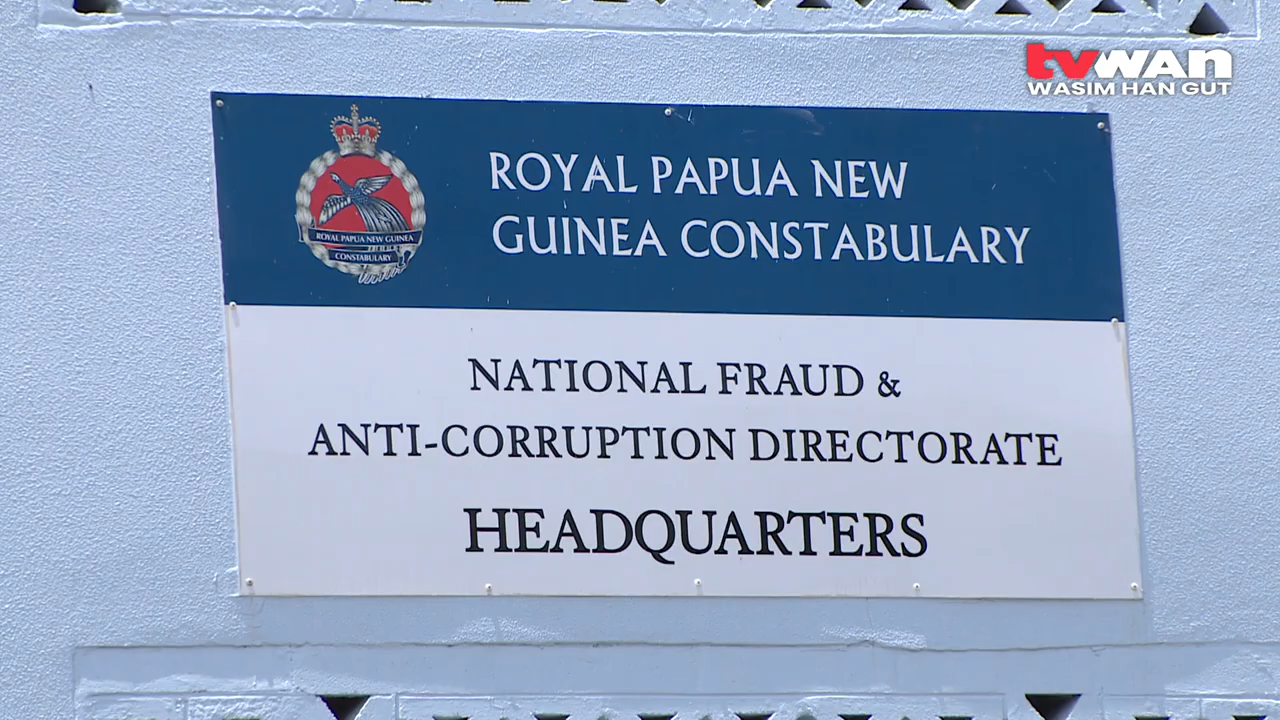 tvwan
WASIM HAN GUT
ROYAL PAPUA NEW
GUINEA CONSTABULARY
ROYAL PAPUA NEW GUINEA
CONSTABULARY
NATIONAL FRAUD &
ANTI-CORRUPTION DIRECTORATE
HEADQUARTERS